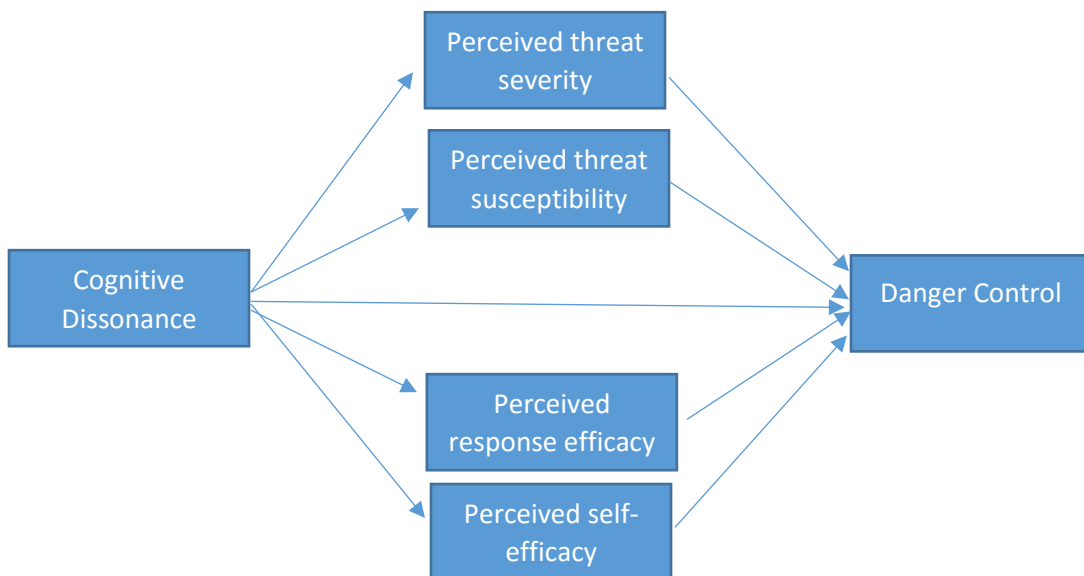 Perceived threat
severity
Perceived threat
susceptibility
Cognitive
Dissonance
Danger Control
Perceived
response efficacy
Perceived self-
efficacy